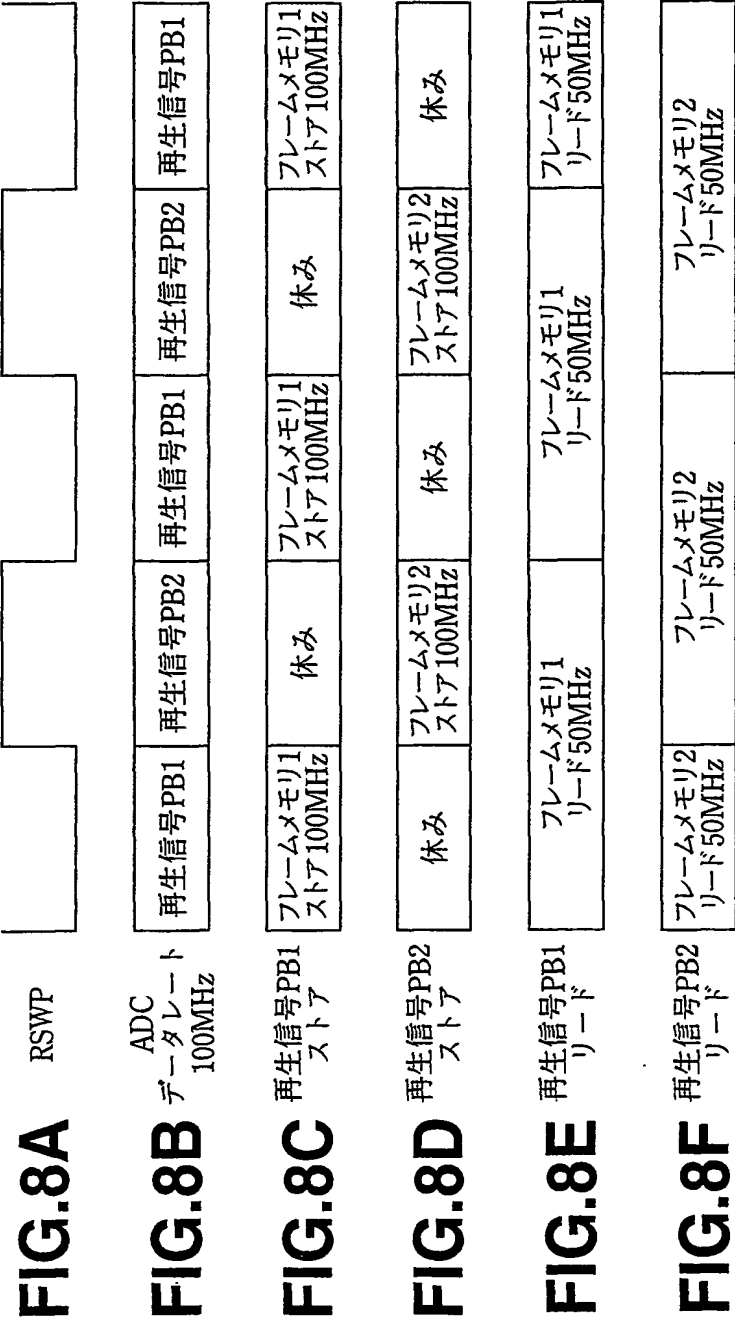 FIG.8A
RSWP
FIG.8B
ADC
データレート
100MHz
再生信号PB1
再生信号PB2
再生信号PB1
再生信号PB2
再生信号PB1
FIG.8C
再生信号PB1
ストア
フレームメモリ1
ストア100MHz
休み
フレームメモリ1
ストア100MHz
休み
フレームメモリ1
ストア100MHz
FIG.8D
再生信号PB2
ストア
休み
フレームメモリ2
ストア100MHz
休み
フレームメモリ2
ストア100MHz
休み
FIG.8E
再生信号PB1
リード
フレームメモリ1
リード50MHz
フレームメモリ1
リード50MHz
フレームメモリ1
リード50MHz
FIG.8F
再生信号PB2
リード
フレームメモリ2
リード50MHz
フレームメモリ2
リード50MHz
フレームメモリ2
リード50MHz